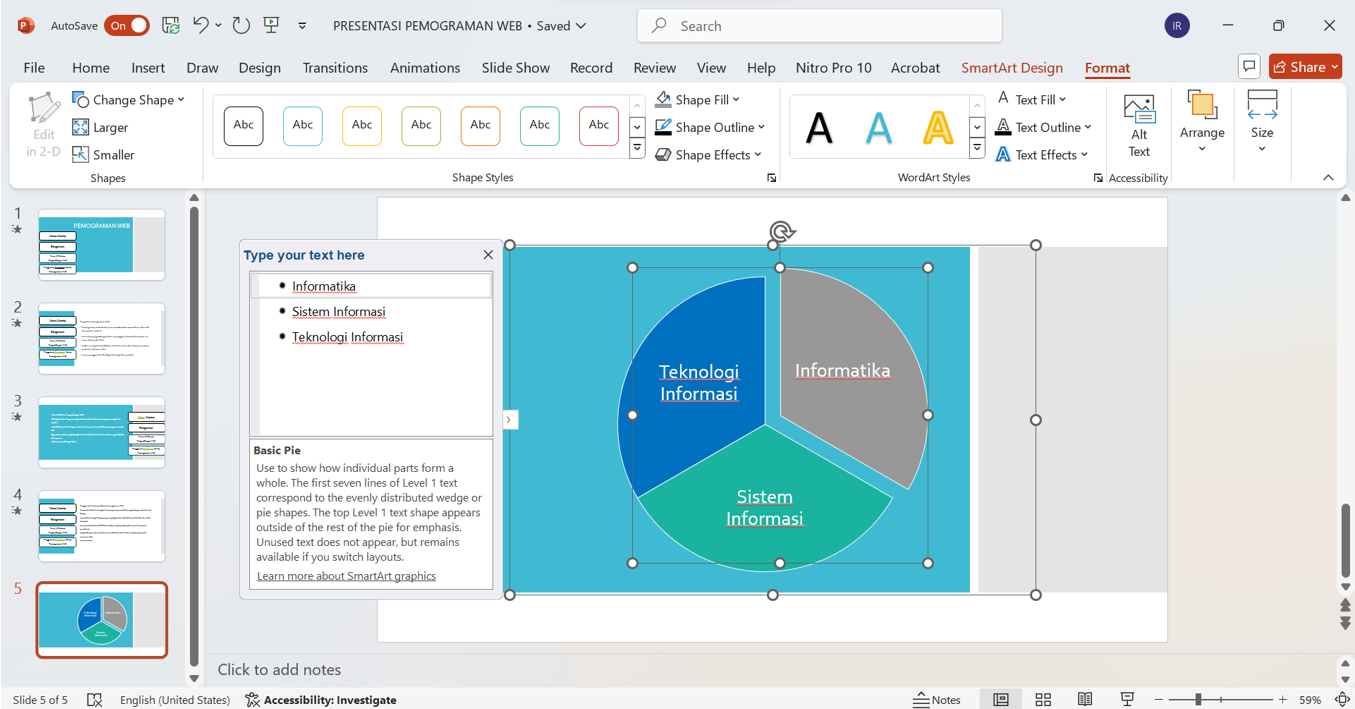 AutoSave On PRESENTASI PEMOGRAMAN WEB • Saved Search IR
File Home Insert Draw Design Transitions Animations Slide Show Record Review View Help Nitro Pro 10 Acrobat SmartArt Design Format Share
Edit
in 2-D
Change Shape
Larger
Smaller
Shapes
Abc Abc Abc Abc Abc Abc Abc
Shape Fill
Shape Outline
Shape Effects
Shape Styles
A A A
Text Fill
Text Outline
Text Effects
WordArt Styles
Alt
Text
Accessibility
Arrange
Size
1
PEMOGRAMAN WEB
2
3
4
5
Type your text here
Informatika
Sistem Informasi
Teknologi Informasi
Basic Pie
Use to show how individual parts form a
whole. The first seven lines of Level 1 text
correspond to the evenly distributed wedge or
pie shapes. The top Level 1 text shape appears
outside of the rest of the pie for emphasis.
Unused text does not appear, but remains
available if you switch layouts.
Learn more about SmartArt graphics
Teknologi
Informasi
Informatika
Sistem
Informasi
Click to add notes
Slide 5 of 5 English (United States) Accessibility: Investigate Notes 59%